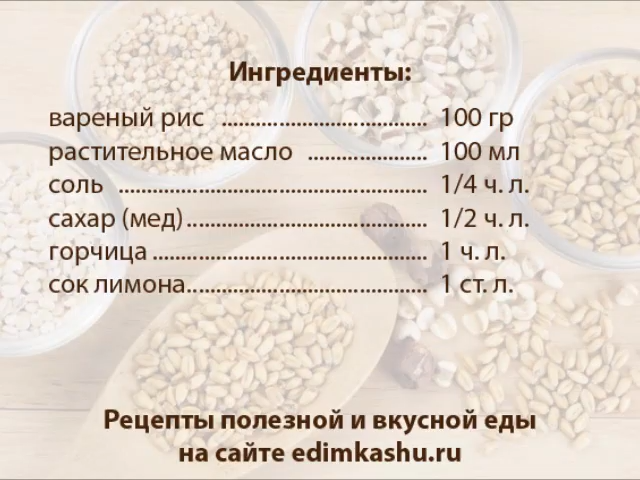 Ингредиенты:
вареный рис ................................... 100 гр
растительное масло ..................... 100 мл
соль ..................................................... 1/4 ч. л.
сахар (мед).......................................... 1/2 ч. л.
горчица ................................................ 1 ч. л.
сок лимона.......................................... 1 ст. л.
Рецепты полезной и вкусной еды
на сайте edimkashu.ru